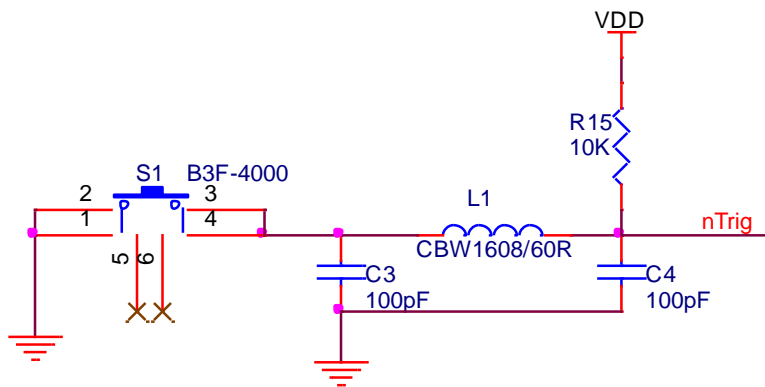 VDD
R15
10K
S1 B3F-4000
2 3
1 4
5 6
L1
CBW1608/60R
nTrig
C3
100pF
C4
100pF